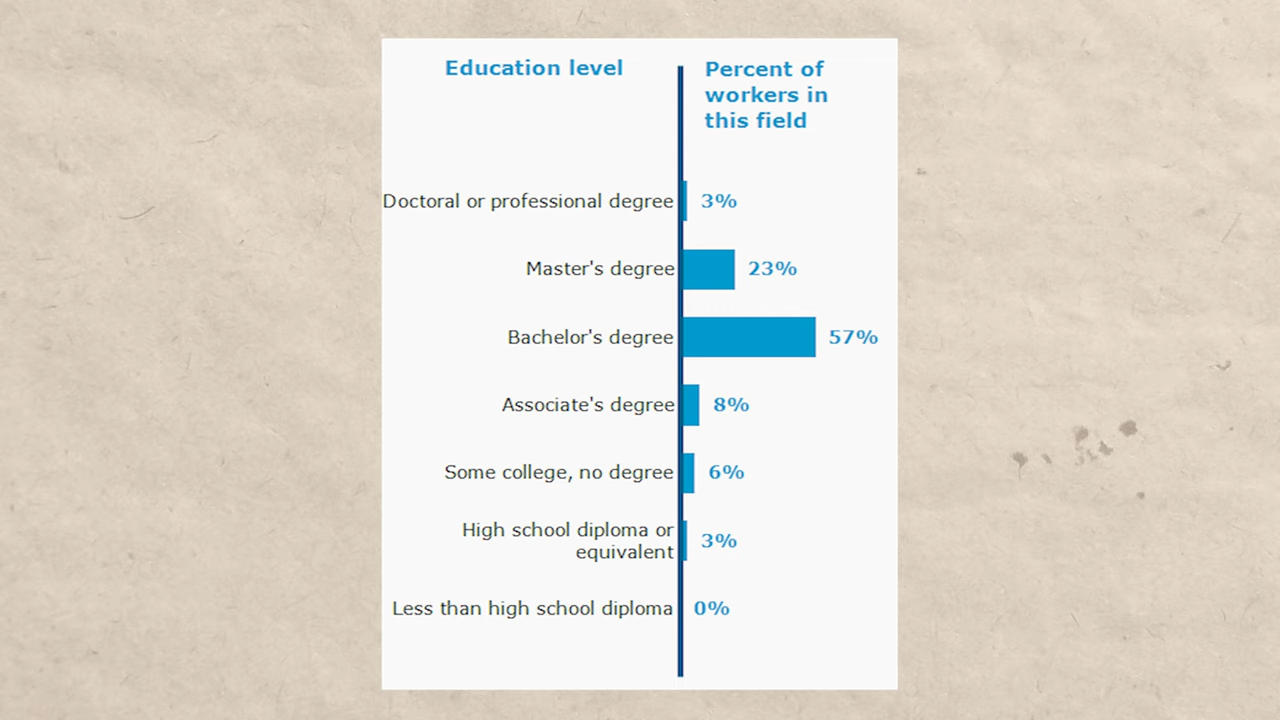 Education level
Percent of
workers in
this field
Doctoral or professional degree 3%
Master's degree 23%
Bachelor's degree 57%
Associate's degree 8%
Some college, no degree 6%
High school diploma or
equivalent 3%
Less than high school diploma 0%